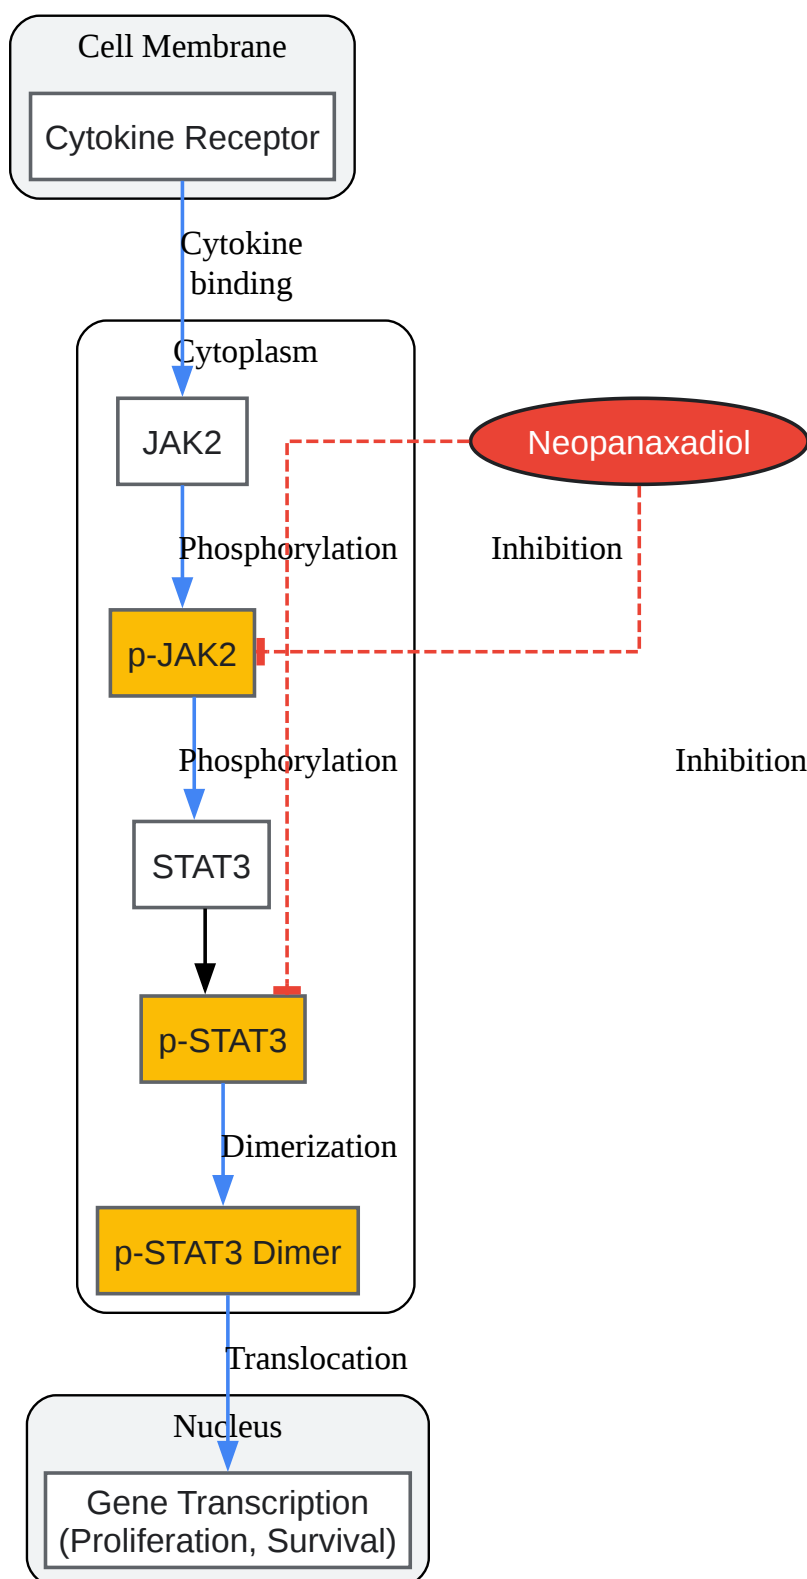 Cell Membrane
Cytokine Receptor
Cytokine
binding
Cytoplasm
JAK2
Neopanaxadiol
Phosphorylation
Inhibition
p-JAK2
Phosphorylation
Inhibition
STAT3
p-STAT3
Dimerization
p-STAT3 Dimer
Translocation
Nucleus
Gene Transcription
(Proliferation, Survival)